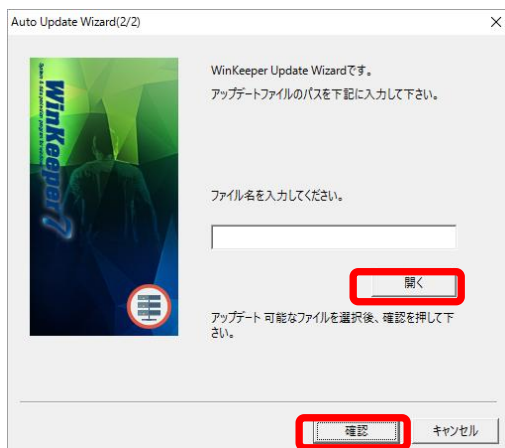 Auto Update Wizard(2/2)
WinKeeper Update Wizardです。
アップデートファイルのパスを下記に入力して下さい。
WinKeeper 7
ファイル名を入力してください。
開く
アップデート 可能なファイルを選択後、確認を押して下
さい。
確認
キャンセル